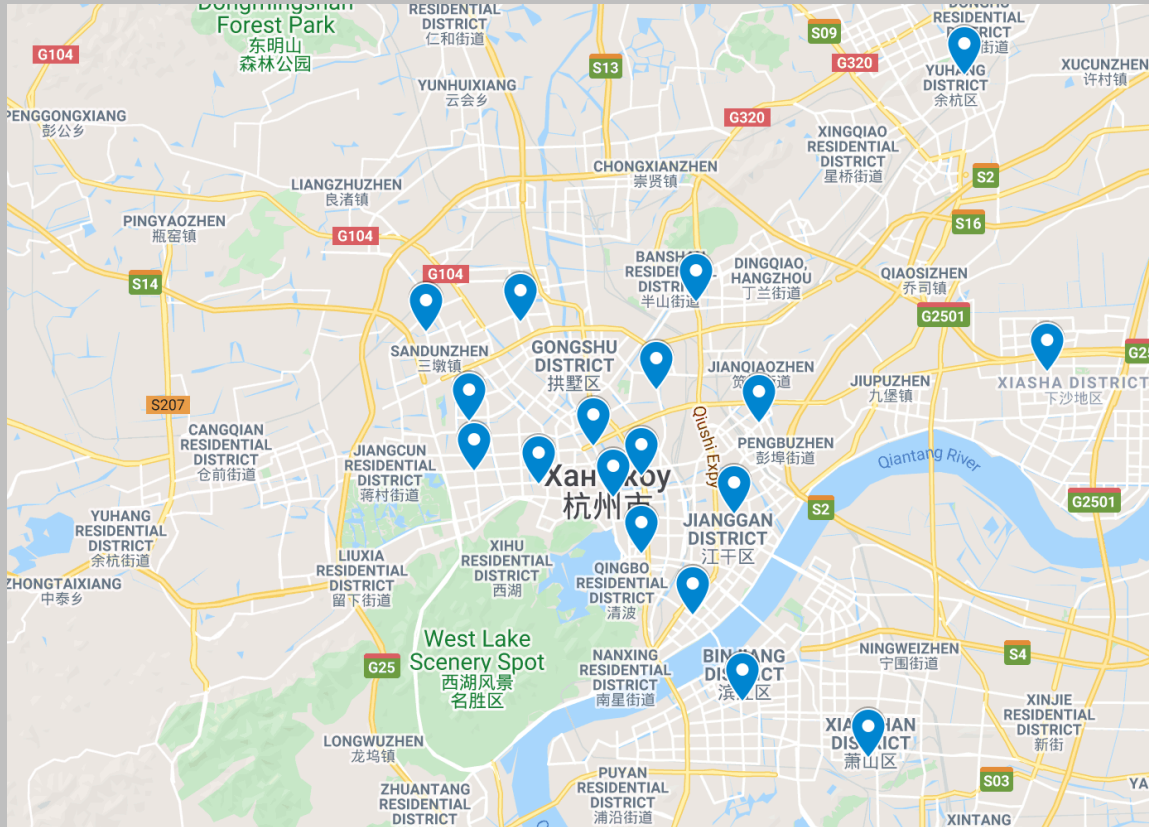 Dongmingshan
Forest Park
东明山
森林公园
RESIDENTIAL
DISTRICT
仁和街道
S09
DONGHU
RESIDENTIAL
DISTRICT
街道
G104
S13
G320
YUHANG
DISTRICT
余杭区
XUCUNZHEN
许村镇
YUNHUIXIANG
云会乡
PENGGONGXIANG
彭公乡
G320
XINGQIAO
RESIDENTIAL
DISTRICT
星桥街道
CHONGXIANZHEN
崇贤镇
S2
LIANGZHUZHEN
良渚镇
PINGYAOZHEN
瓶窑镇
G104
S16
G104
S14
DINGQIAO,
HANGZHOU
丁兰街道
半山街道
QIAOSIZHEN
乔司镇
G2501
SANDUNZHEN
三墩镇
GONGSHU
DISTRICT
拱墅区
JIANQIAOZHEN
街道
JIUPUZHEN
九堡镇
XIASHA DISTRICT
下沙地区
S207
CANGQIAN
RESIDENTIAL
DISTRICT
仓前街道
JIANGCUN
RESIDENTIAL
DISTRICT
蒋村街道
Qiushi Expy
PENGBUZHEN
彭埠街道
Qiantang River
杭州市
S2
G2501
JIANGGAN
DISTRICT
江干区
YUHANG
RESIDENTIAL
DISTRICT
余杭街道
XIHU
RESIDENTIAL
DISTRICT
西湖
LIUXIA
RESIDENTIAL
DISTRICT
留下街道
QINGBO
RESIDENTIAL
DISTRICT
清波
ZHONGTAIXIANG
中泰乡
West Lake
Scenery Spot
西湖风景
名胜区
G25
NANXING
RESIDENTIAL
DISTRICT
南星街道
NINGWEIZHEN
宁围街道
S4
XINJIE
RESIDENTIAL
DISTRICT
新街
萧山区
LONGWUZHEN
龙坞镇
PUYAN
RESIDENTIAL
DISTRICT
浦沿街道
S03
ZHUANTANG
RESIDENTIAL
DISTRICT
XINTANG